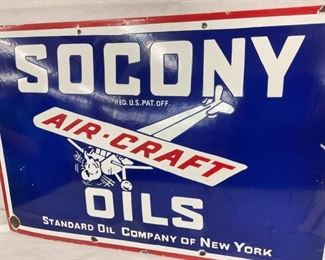 SOCONY
REG. U.S. PAT. OFF.
AIR-CRAFT
OILS
STANDARD OIL COMPANY OF NEW YORK